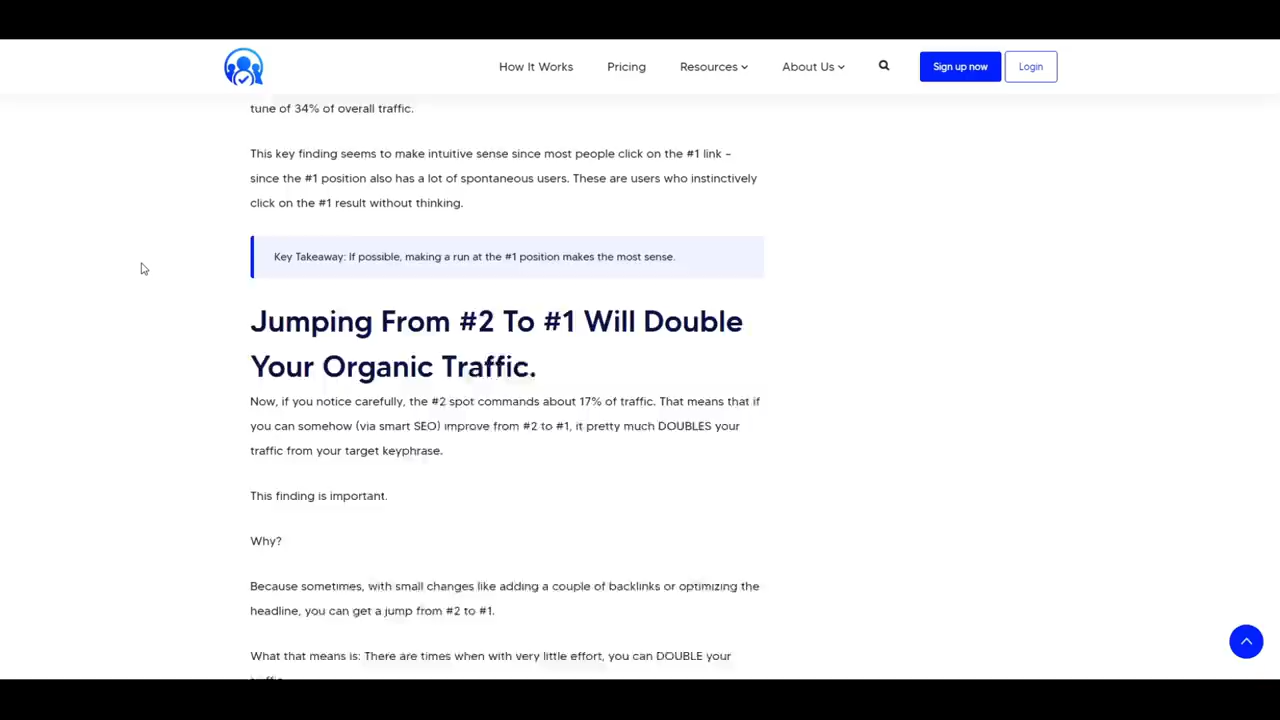 How It Works
Pricing
Resources
About Us
Sign up now
Login
tune of 34% of overall traffic.
This key finding seems to make intuitive sense since most people click on the #1 link –
since the #1 position also has a lot of spontaneous users. These are users who instinctively
click on the #1 result without thinking.
Key Takeaway: If possible, making a run at the #1 position makes the most sense.
Jumping From #2 To #1 Will Double
Your Organic Traffic.
Now, if you notice carefully, the #2 spot commands about 17% of traffic. That means that if
you can somehow (via smart SEO) improve from #2 to #1, it pretty much DOUBLES your
traffic from your target keyphrase.
This finding is important.
Why?
Because sometimes, with small changes like adding a couple of backlinks or optimizing the
headline, you can get a jump from #2 to #1.
What that means is: There are times when with very little effort, you can DOUBLE your